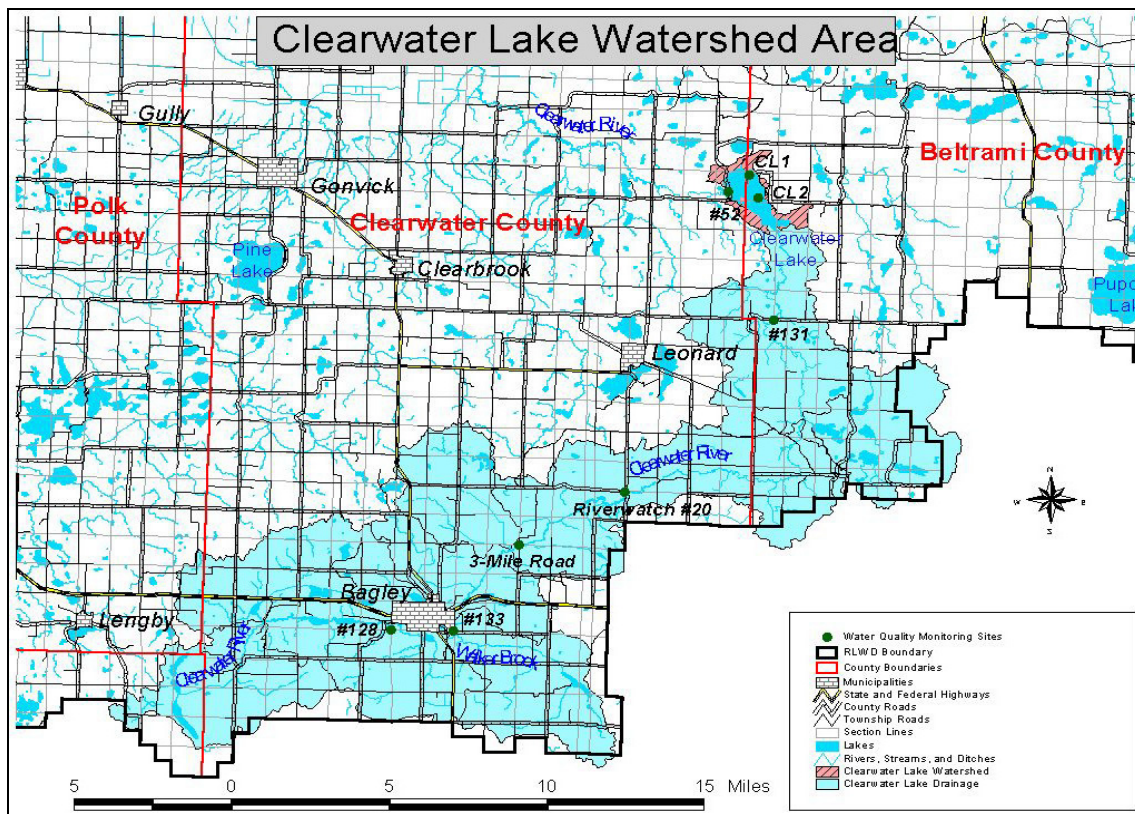 Clearwater Lake Watershed Area
Gully
Clearwater River
Beltrami County
CL1
Gonvick
CL2
#52
Polk
County
Clearwater County
Clearwater
Lake
Pine
Lake
Clearbrook
Lak
#131
Leonard
Clearwater River
Riverwatch #20
N
W
E
S
3-Mile Road
Bagley
Lengby
#128
#133
Clearwater River
Walker Brook
Water Quality Monitoring Sites
RLWD Boundary
County Boundaries
Municipalities
State and Federal Highways
County Roads
Township Roads
Section Lines
Lakes
Rivers, Streams, and Ditches
Clearwater Lake Watershed
Clearwater Lake Drainage
5 0 5 10 15 Miles